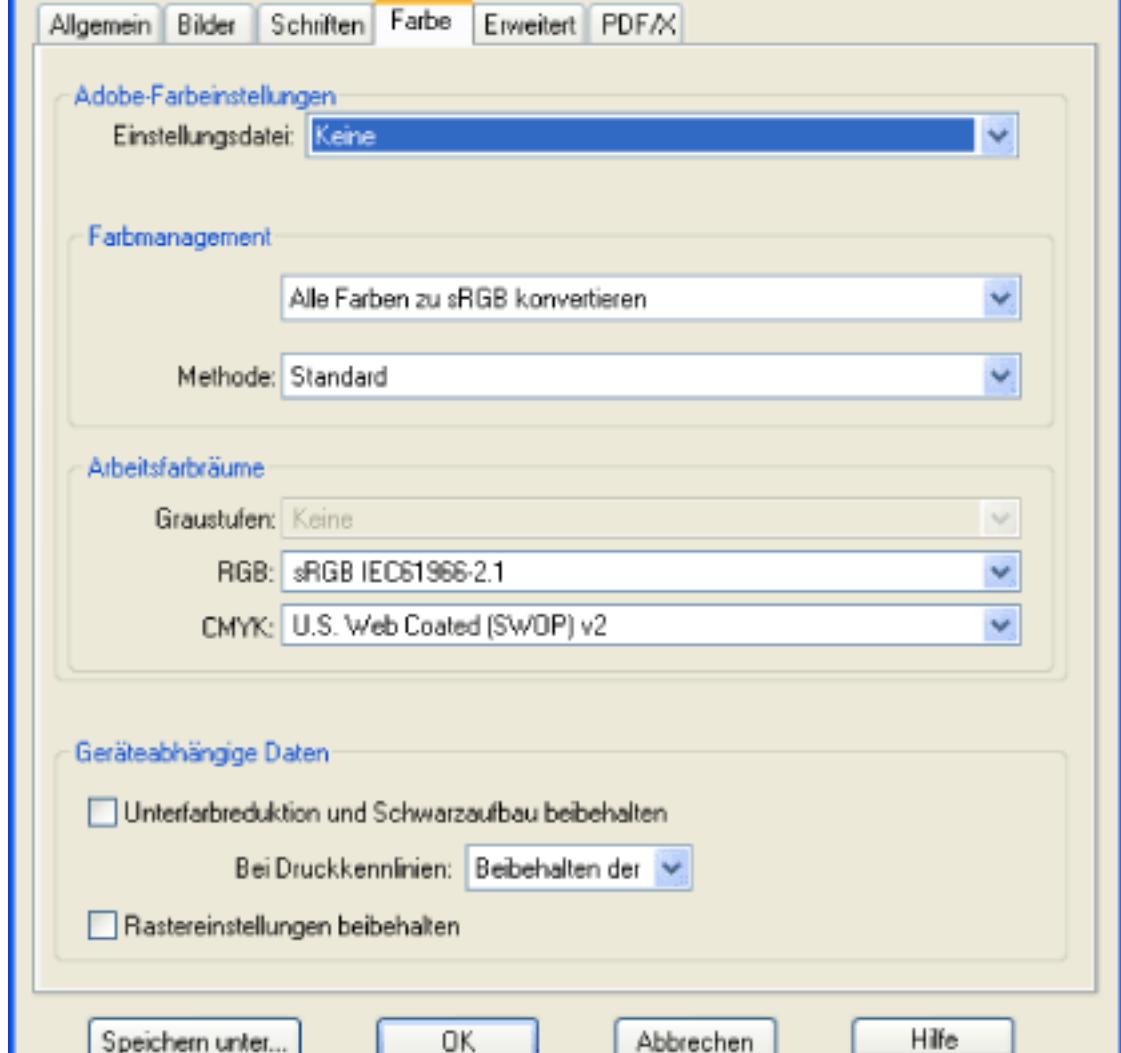 Allgemein Bilder Schriften Farbe Erweitert PDF/X
Adobe-Farbeinstellungen
Einstellungsdatei: Keine
Farbmanagement
Alle Farben zu sRGB konvertieren
Methode: Standard
Arbeitsfarbräume
Graustufen: Keine
RGB: sRGB IEC61966-2.1
CMYK: U.S. Web Coated (SWOP) v2
Geräteabhängige Daten
Unterfarbreduktion und Schwarzaufbau beibehalten
Bei Druckkennlinien: Beibehalten der
Rastereinstellungen beibehalten
Speichern unter... OK Abbrechen Hilfe